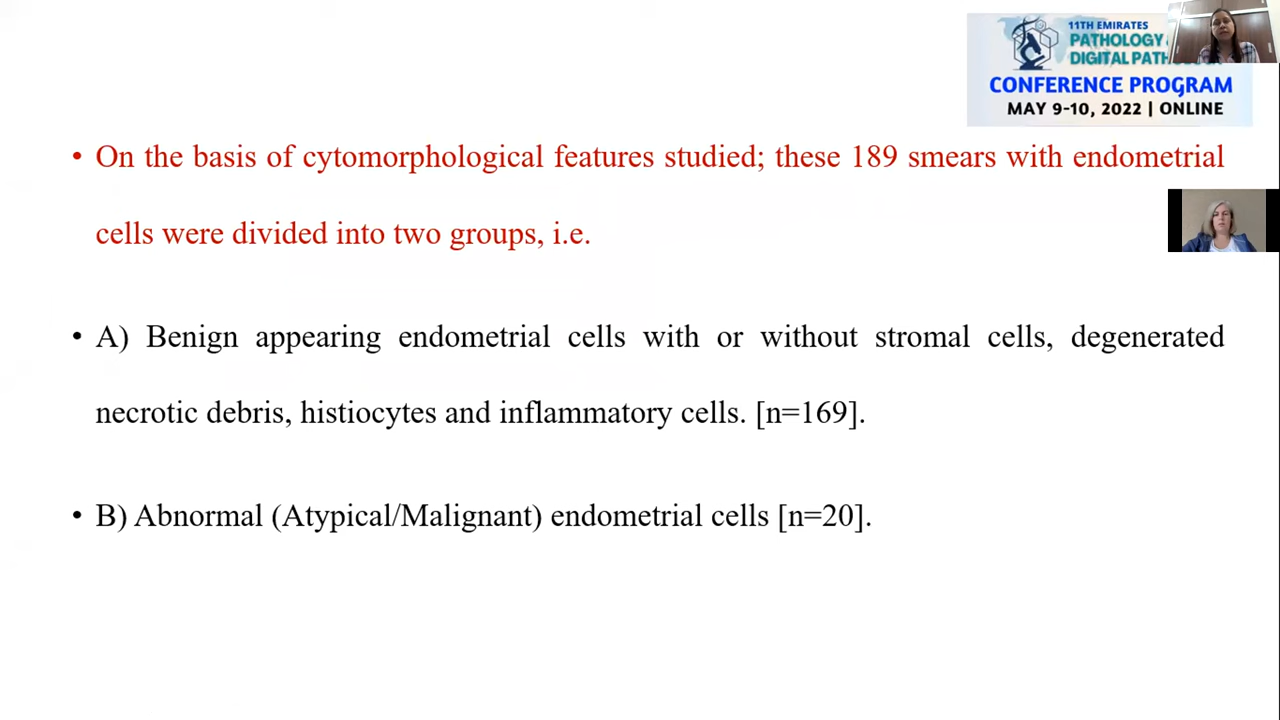 11TH EMIRATES
PATHOLOGY &
DIGITAL
CONFERENCE PROGRAM
MAY 9-10, 2022 | ONLINE
• On the basis of cytomorphological features studied; these 189 smears with endometrial
cells were divided into two groups, i.e.
• A) Benign appearing endometrial cells with or without stromal cells, degenerated
necrotic debris, histiocytes and inflammatory cells. [n=169].
• B) Abnormal (Atypical/Malignant) endometrial cells [n=20].